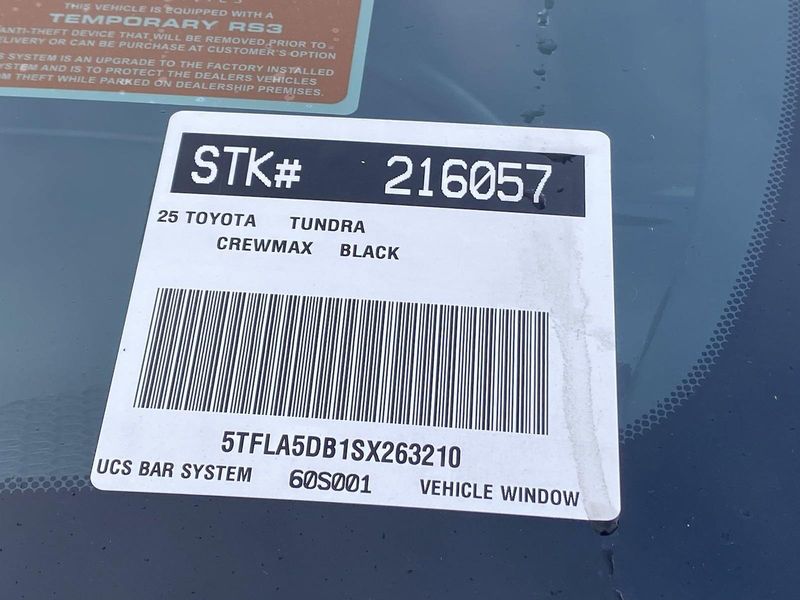 THIS VEHICLE IS EQUIPPED WITH A
TEMPORARY RS3
ANTI-THEFT DEVICE THAT WILL BE REMOVED PRIOR TO
DELIVERY OR CAN BE PURCHASE AT CUSTOMER'S OPTION
SYSTEM IS AN UPGRADE TO THE FACTORY INSTALLED
SYSTEM AND IS TO PROTECT THE DEALERS VEHICLES
FROM THEFT WHILE PARKED ON DEALERSHIP PREMISES.
STK# 216057
25 TOYOTA TUNDRA
CREWMAX BLACK
5TFLA5DB1SX263210
UCS BAR SYSTEM 60S001 VEHICLE WINDOW